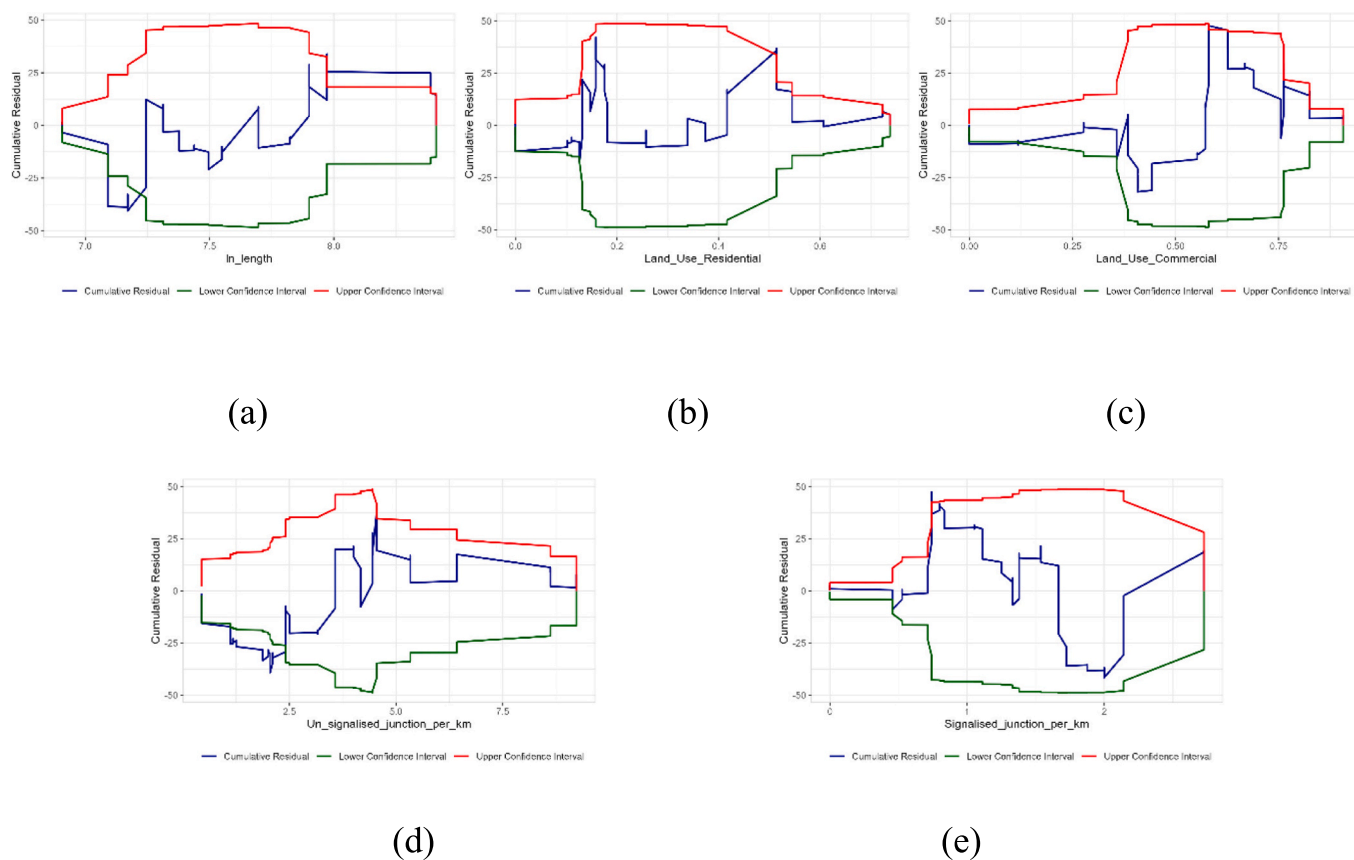 50
25
0
-25
-50
Cumulative Residual
7.0 7.5 8.0
ln_length
Cumulative Residual Lower Confidence Interval Upper Confidence Interval
(a)
50
25
0
-25
-50
Cumulative Residual
0.0 0.2 0.4 0.6
Land_Use_Residential
Cumulative Residual Lower Confidence Interval Upper Confidence Interval
(b)
50
25
0
-25
-50
Cumulative Residual
0.00 0.25 0.50 0.75
Land_Use_Commercial
Cumulative Residual Lower Confidence Interval Upper Confidence Interval
(c)
50
25
0
-25
-50
Cumulative Residual
2.5 5.0 7.5
Un_signalised_junction_per_km
Cumulative Residual Lower Confidence Interval Upper Confidence Interval
(d)
50
25
0
-25
-50
Cumulative Residual
0 1 2
Signalised_junction_per_km
Cumulative Residual Lower Confidence Interval Upper Confidence Interval
(e)